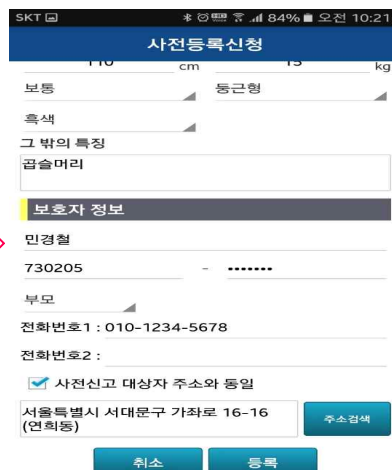 SKT 84% 오전 10:21
사전등록신청
110 cm 15 kg
보통 둥근형
흑색
그 밖의 특징
곱슬머리
보호자 정보
민경철
730205 - •••••••
부모
전화번호1 : 010-1234-5678
전화번호2 :
사전신고 대상자 주소와 동일
서울특별시 서대문구 가좌로 16-16 주소검색
(연희동)
취소 등록